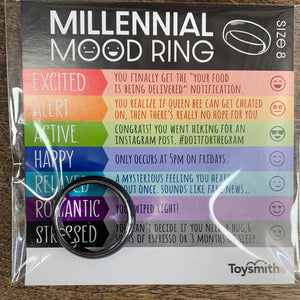 MILLENNIAL
MOOD RING
SIZE: 8
EXCITED
YOU FINALLY GET THE "YOUR FOOD
IS BEING DELIVERED" NOTIFICATION.
ALERT
YOU REALIZE IF QUEEN BEE CAN GET CHEATED
ON, THEN THERE'S REALLY NO HOPE FOR YOU.
ACTIVE
CONGRATS! YOU WENT HIKING FOR AN
INSTAGRAM POST. #DOITFORTHEGRAM
HAPPY
ONLY OCCURS AT 5PM ON FRIDAYS.
RELAXED
A MYSTERIOUS FEELING YOU HEARD
ABOUT ONCE. SOUNDS LIKE FAKE NEWS...
ROMANTIC
YOU SWIPED RIGHT!
STRESSED
YOU CAN'T DECIDE IF YOU NEED A HUG, 6
OF ESPRESSO OR 3 MONTHS SLEEP.
Toysmith